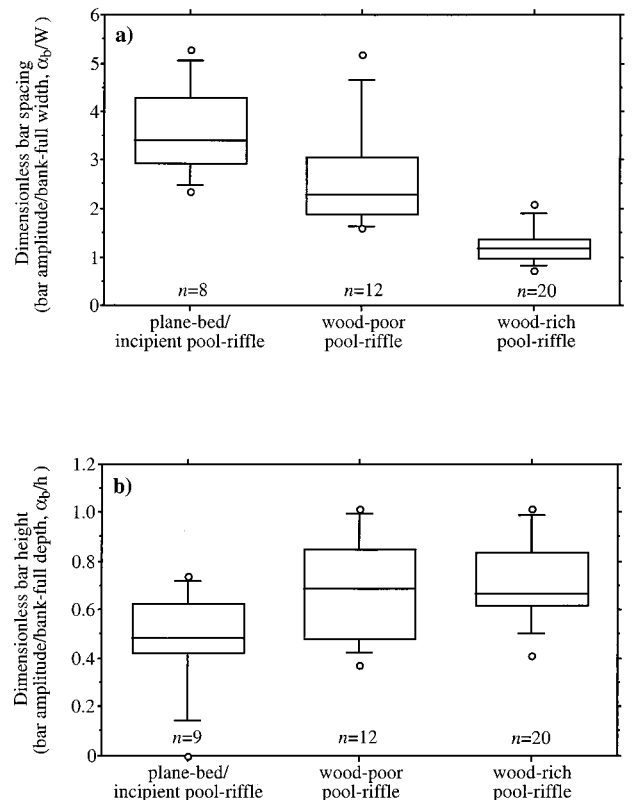 a)
Dimensionless bar spacing
(bar amplitude/bank-full width, αb/W)
6
5
4
3
2
1
0
n=8
n=12
n=20
plane-bed/
incipient pool-riffle
wood-poor
pool-riffle
wood-rich
pool-riffle
b)
Dimensionless bar height
(bar amplitude/bank-full depth, αb/h )
1.2
1.0
0.8
0.6
0.4
0.2
0
n=9
n=12
n=20
plane-bed/
incipient pool-riffle
wood-poor
pool-riffle
wood-rich
pool-riffle